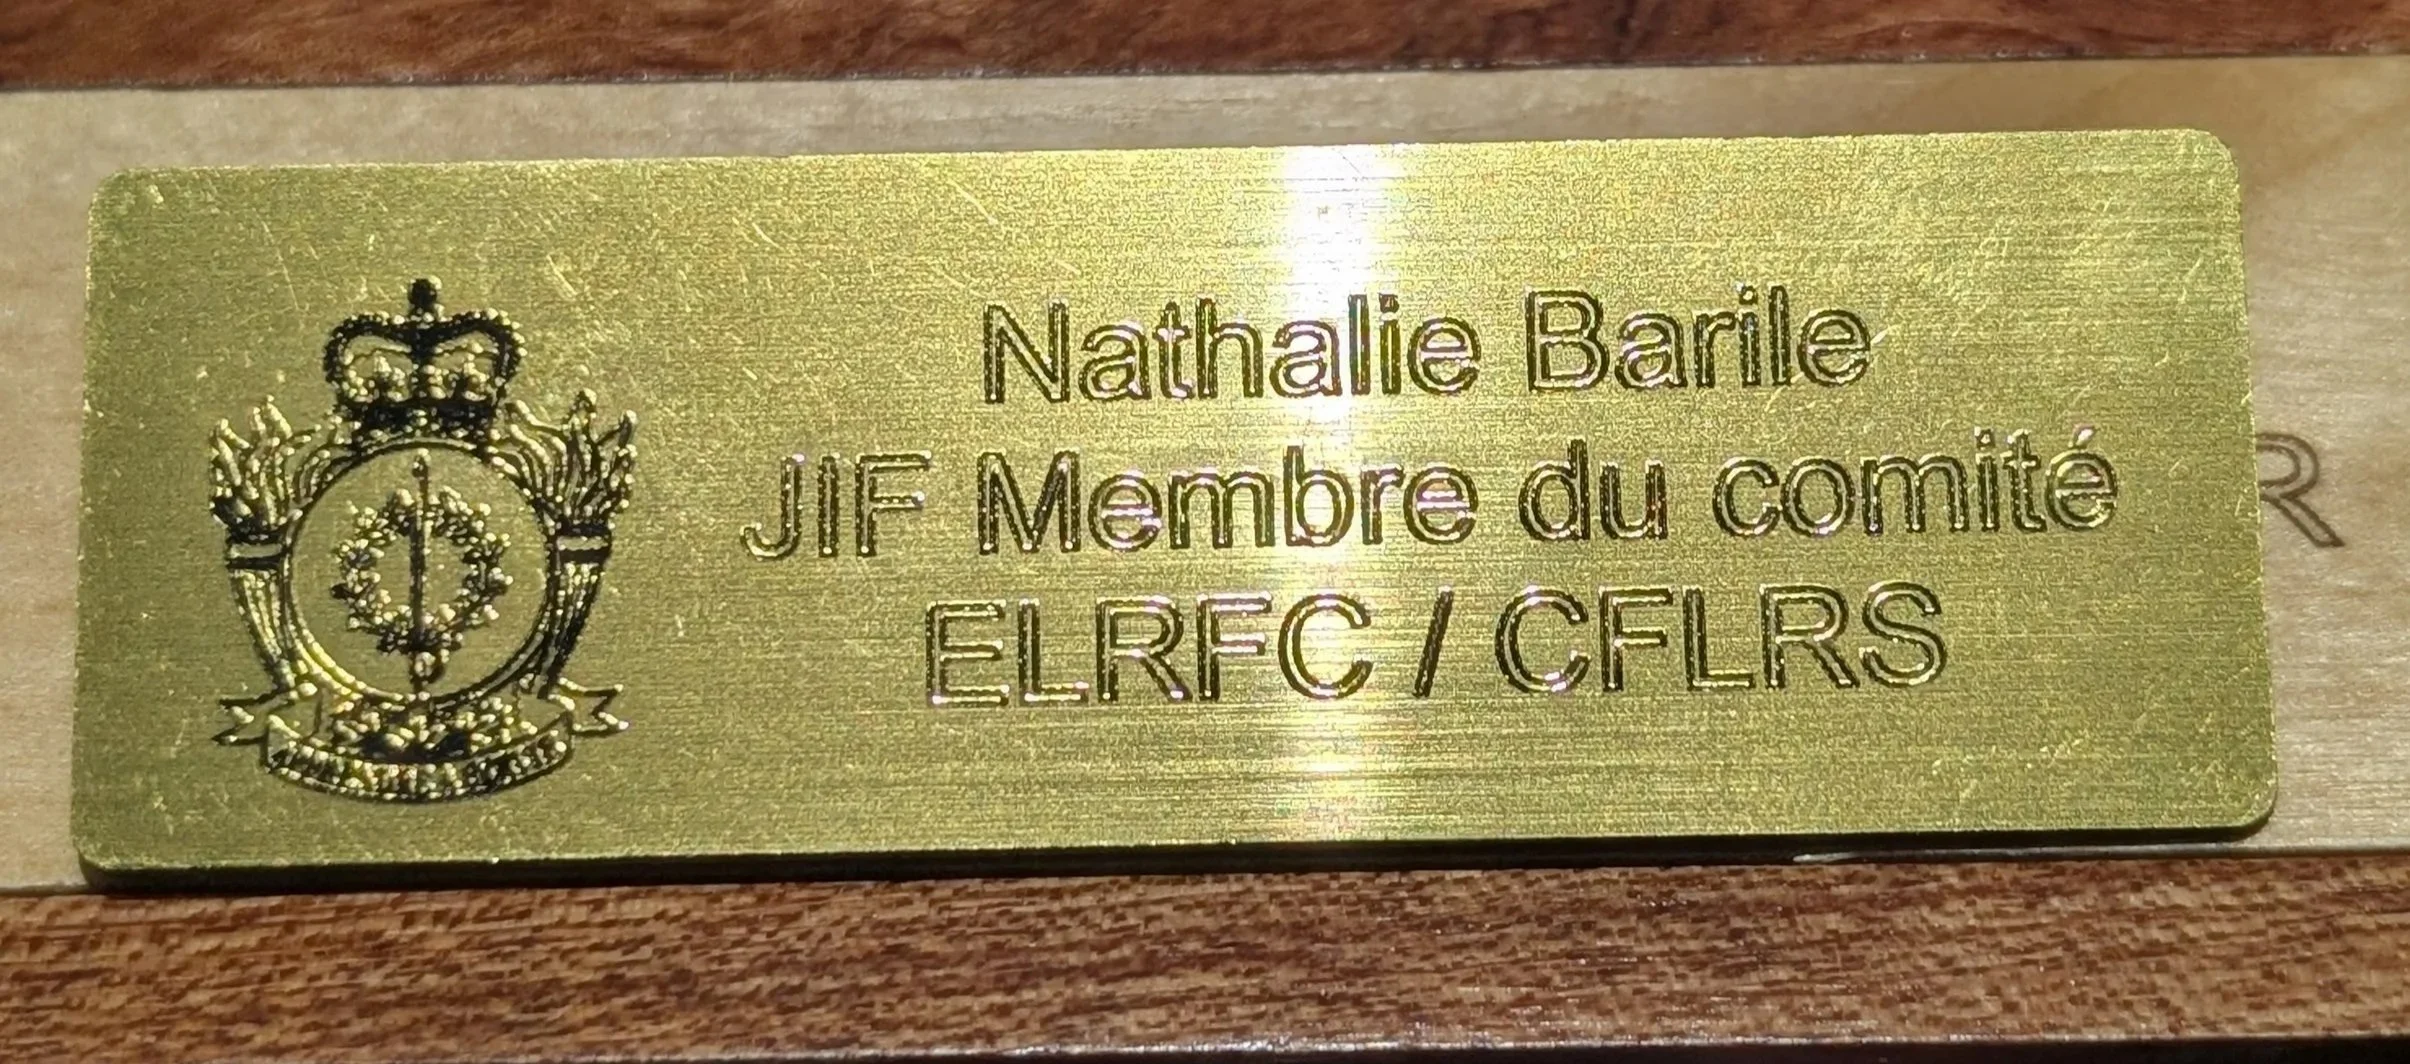 Nathalie Barile
JIF Membre du comité
ELRFC / CFLRS
R